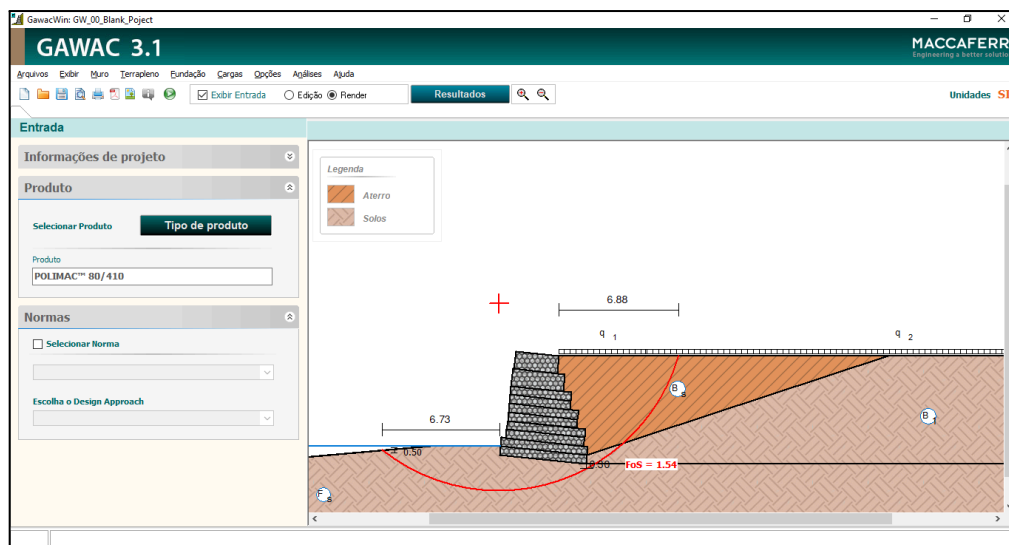 GawacWin: GW_00_Blank_Poject
GAWAC 3.1
MACCAFERR
Engineering a better solutio
Arquivos Exibir Muro Terrapleno Fundação Cargas Opções Análises Ajuda
Exibir Entrada Edição Render Resultados Unidades SI
Entrada
Informações de projeto
Produto
Selecionar Produto Tipo de produto
Produto
POLIMAC™ 80/410
Normas
Selecionar Norma
Escolha o Design Approach
Legenda
Aterro
Solos
6.88
q 1 q 2
B s
B 1
6.73
0.50
0.30 FoS = 1.54
F s